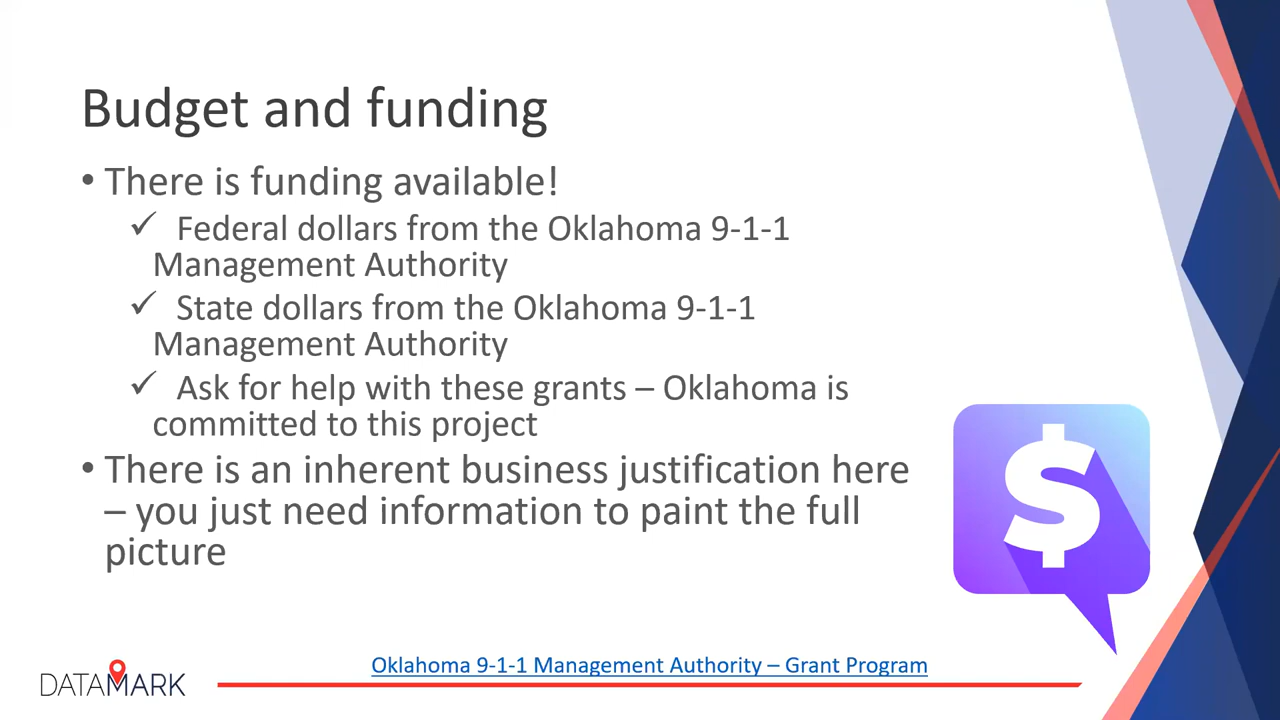 Budget and funding
• There is funding available!
✓ Federal dollars from the Oklahoma 9-1-1
Management Authority
✓ State dollars from the Oklahoma 9-1-1
Management Authority
✓ Ask for help with these grants – Oklahoma is
committed to this project
• There is an inherent business justification here
– you just need information to paint the full
picture
$
Oklahoma 9-1-1 Management Authority – Grant Program
DATAMARK